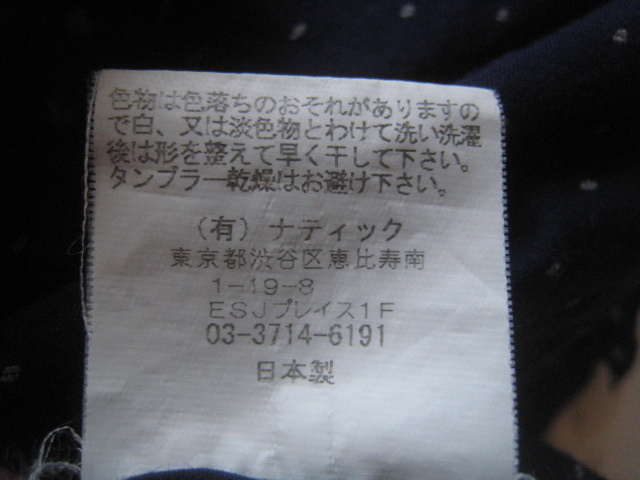 色物は色落ちのおそれがありますの
で白、又は淡色物とわけて洗い洗濯
後は形を整えて早く干して下さい。
タンブラー乾燥はお避け下さい。
（有）ナティック
東京都渋谷区恵比寿南
1-19-8
ESJプレイス1F
03-3714-6191
日本製